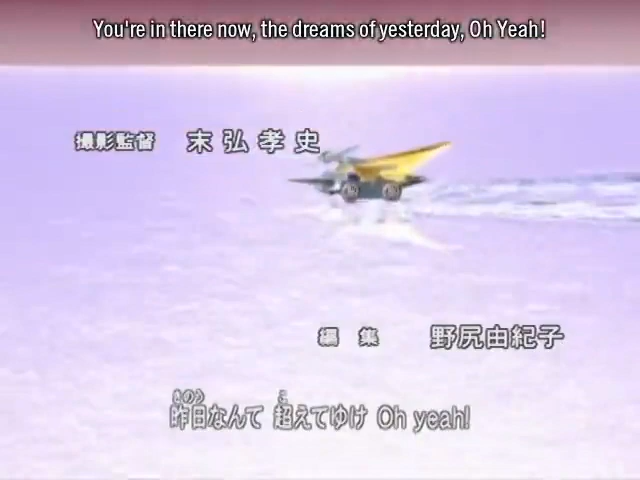 You're in there now, the dreams of yesterday, Oh Yeah!
撮影監督 末弘孝史
編集 野尻由紀子
きのう こ
昨日なんて 超えてゆけ Oh yeah!